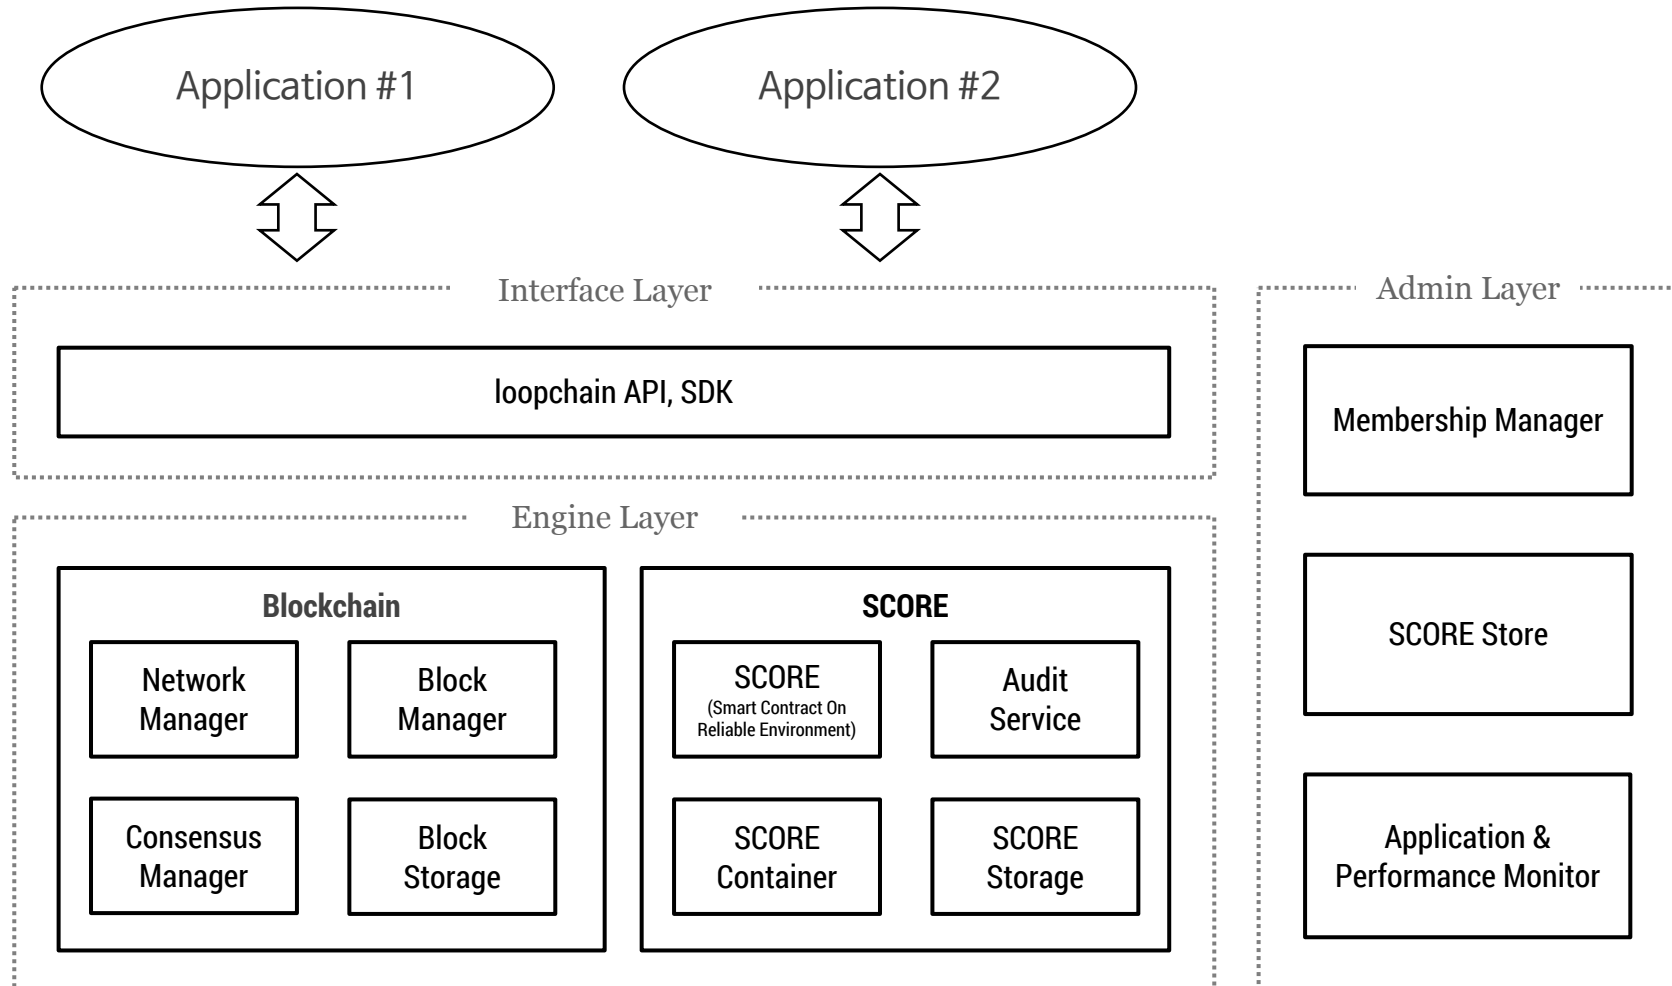 Application #1
Application #2
Interface Layer
loopchain API, SDK
Engine Layer
Blockchain
Network
Manager
Block
Manager
Consensus
Manager
Block
Storage
SCORE
SCORE
(Smart Contract On
Reliable Environment)
Audit
Service
SCORE
Container
SCORE
Storage
Admin Layer
Membership Manager
SCORE Store
Application &
Performance Monitor